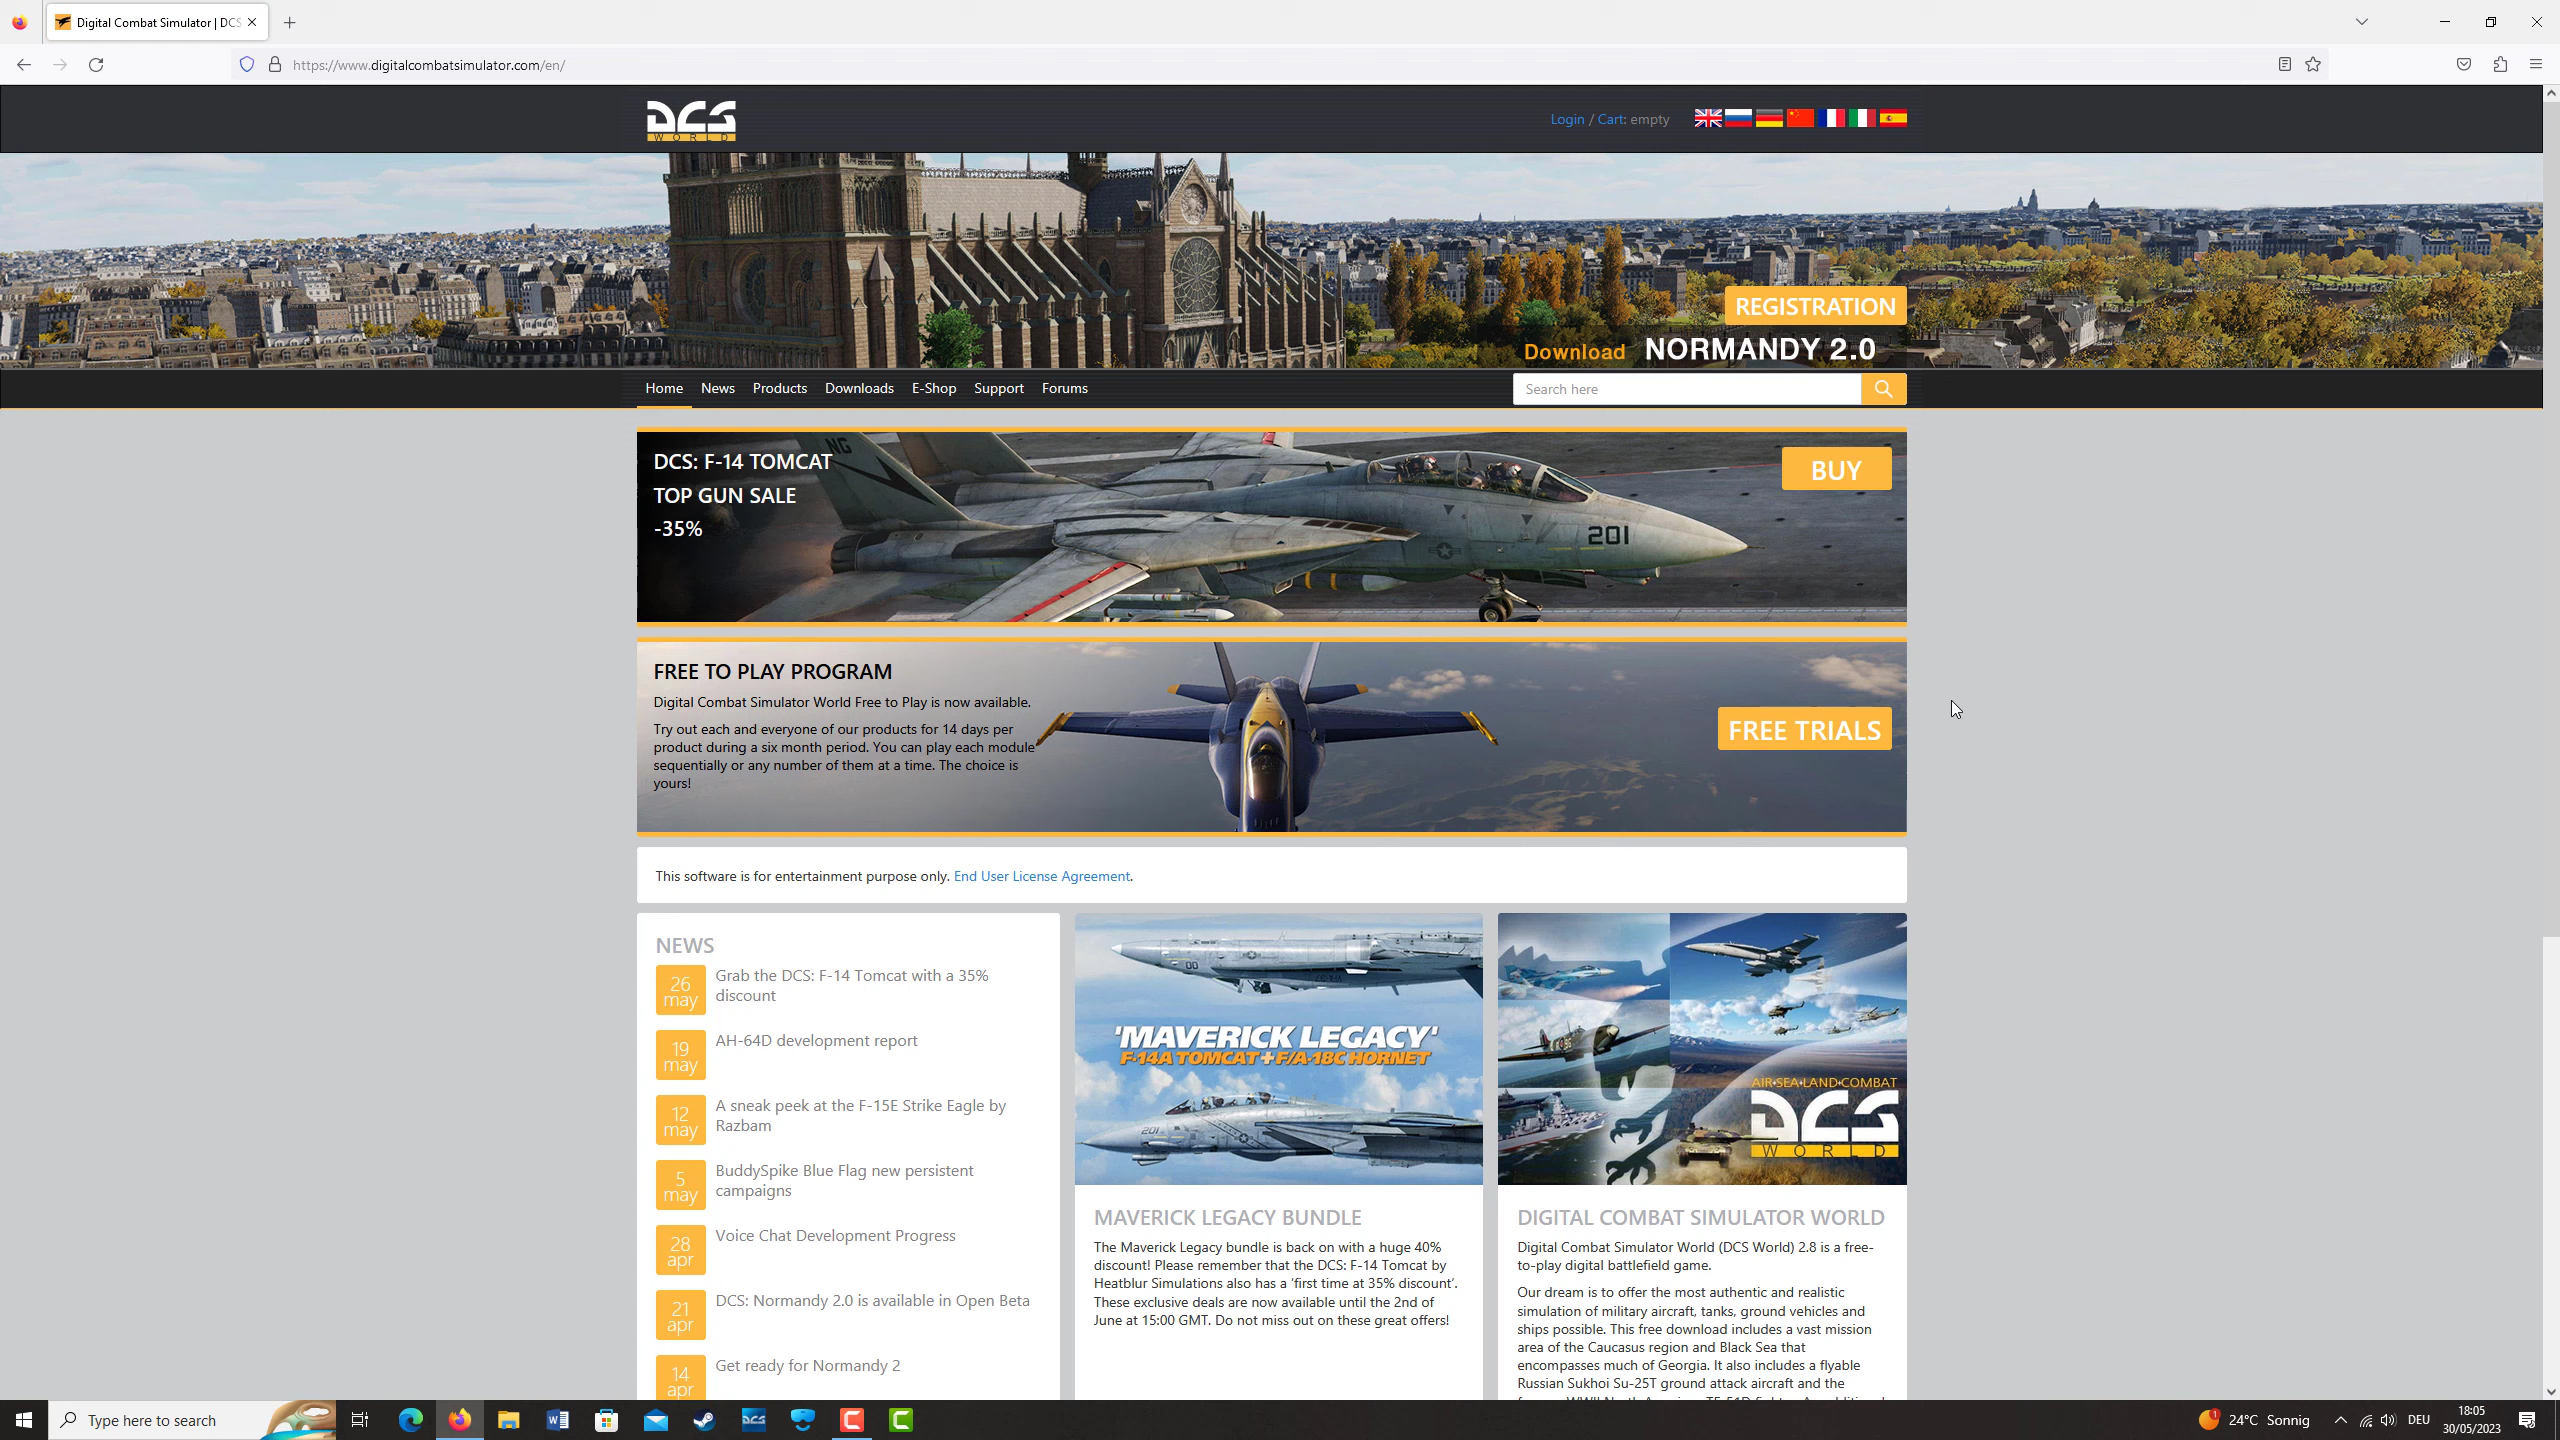 Digital Combat Simulator | DCS
https://www.digitalcombatsimulator.com/en/
DCS
WORLD
Login / Cart: empty
REGISTRATION
Download NORMANDY 2.0
Home News Products Downloads E-Shop Support Forums
Search here
NG
DCS: F-14 TOMCAT
TOP GUN SALE
-35%
BUY
201
FREE TO PLAY PROGRAM
Digital Combat Simulator World Free to Play is now available.
Try out each and everyone of our products for 14 days per
product during a six month period. You can play each module
sequentially or any number of them at a time. The choice is
yours!
FREE TRIALS
This software is for entertainment purpose only. End User License Agreement.
NEWS
26
may
Grab the DCS: F-14 Tomcat with a 35%
discount
19
may
AH-64D development report
12
may
A sneak peek at the F-15E Strike Eagle by
Razbam
5
may
BuddySpike Blue Flag new persistent
campaigns
28
apr
Voice Chat Development Progress
21
apr
DCS: Normandy 2.0 is available in Open Beta
14
apr
Get ready for Normandy 2
00
'MAVERICK LEGACY'
F-14A TOMCAT + F/A-18C HORNET
201
MAVERICK LEGACY BUNDLE
The Maverick Legacy bundle is back on with a huge 40%
discount! Please remember that the DCS: F-14 Tomcat by
Heatblur Simulations also has a ‘first time at 35% discount’.
These exclusive deals are now available until the 2nd of
June at 15:00 GMT. Do not miss out on these great offers!
AIR•SEA•LAND•COMBAT
DCS
WORLD
DIGITAL COMBAT SIMULATOR WORLD
Digital Combat Simulator World (DCS World) 2.8 is a free-
to-play digital battlefield game.
Our dream is to offer the most authentic and realistic
simulation of military aircraft, tanks, ground vehicles and
ships possible. This free download includes a vast mission
area of the Caucasus region and Black Sea that
encompasses much of Georgia. It also includes a flyable
Russian Sukhoi Su-25T ground attack aircraft and the
Type here to search
DCS
1
24°C Sonnig
DEU
18:05
30/05/2023